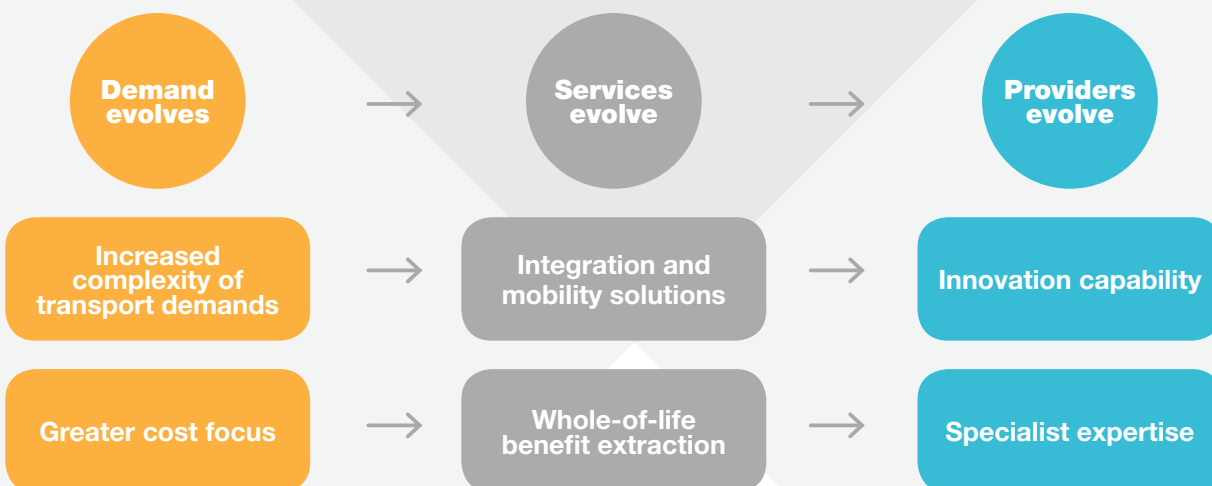 Demand
evolves
Services
evolve
Providers
evolve
Increased
complexity of
transport demands
Integration and
mobility solutions
Innovation capability
Greater cost focus
Whole-of-life
benefit extraction
Specialist expertise